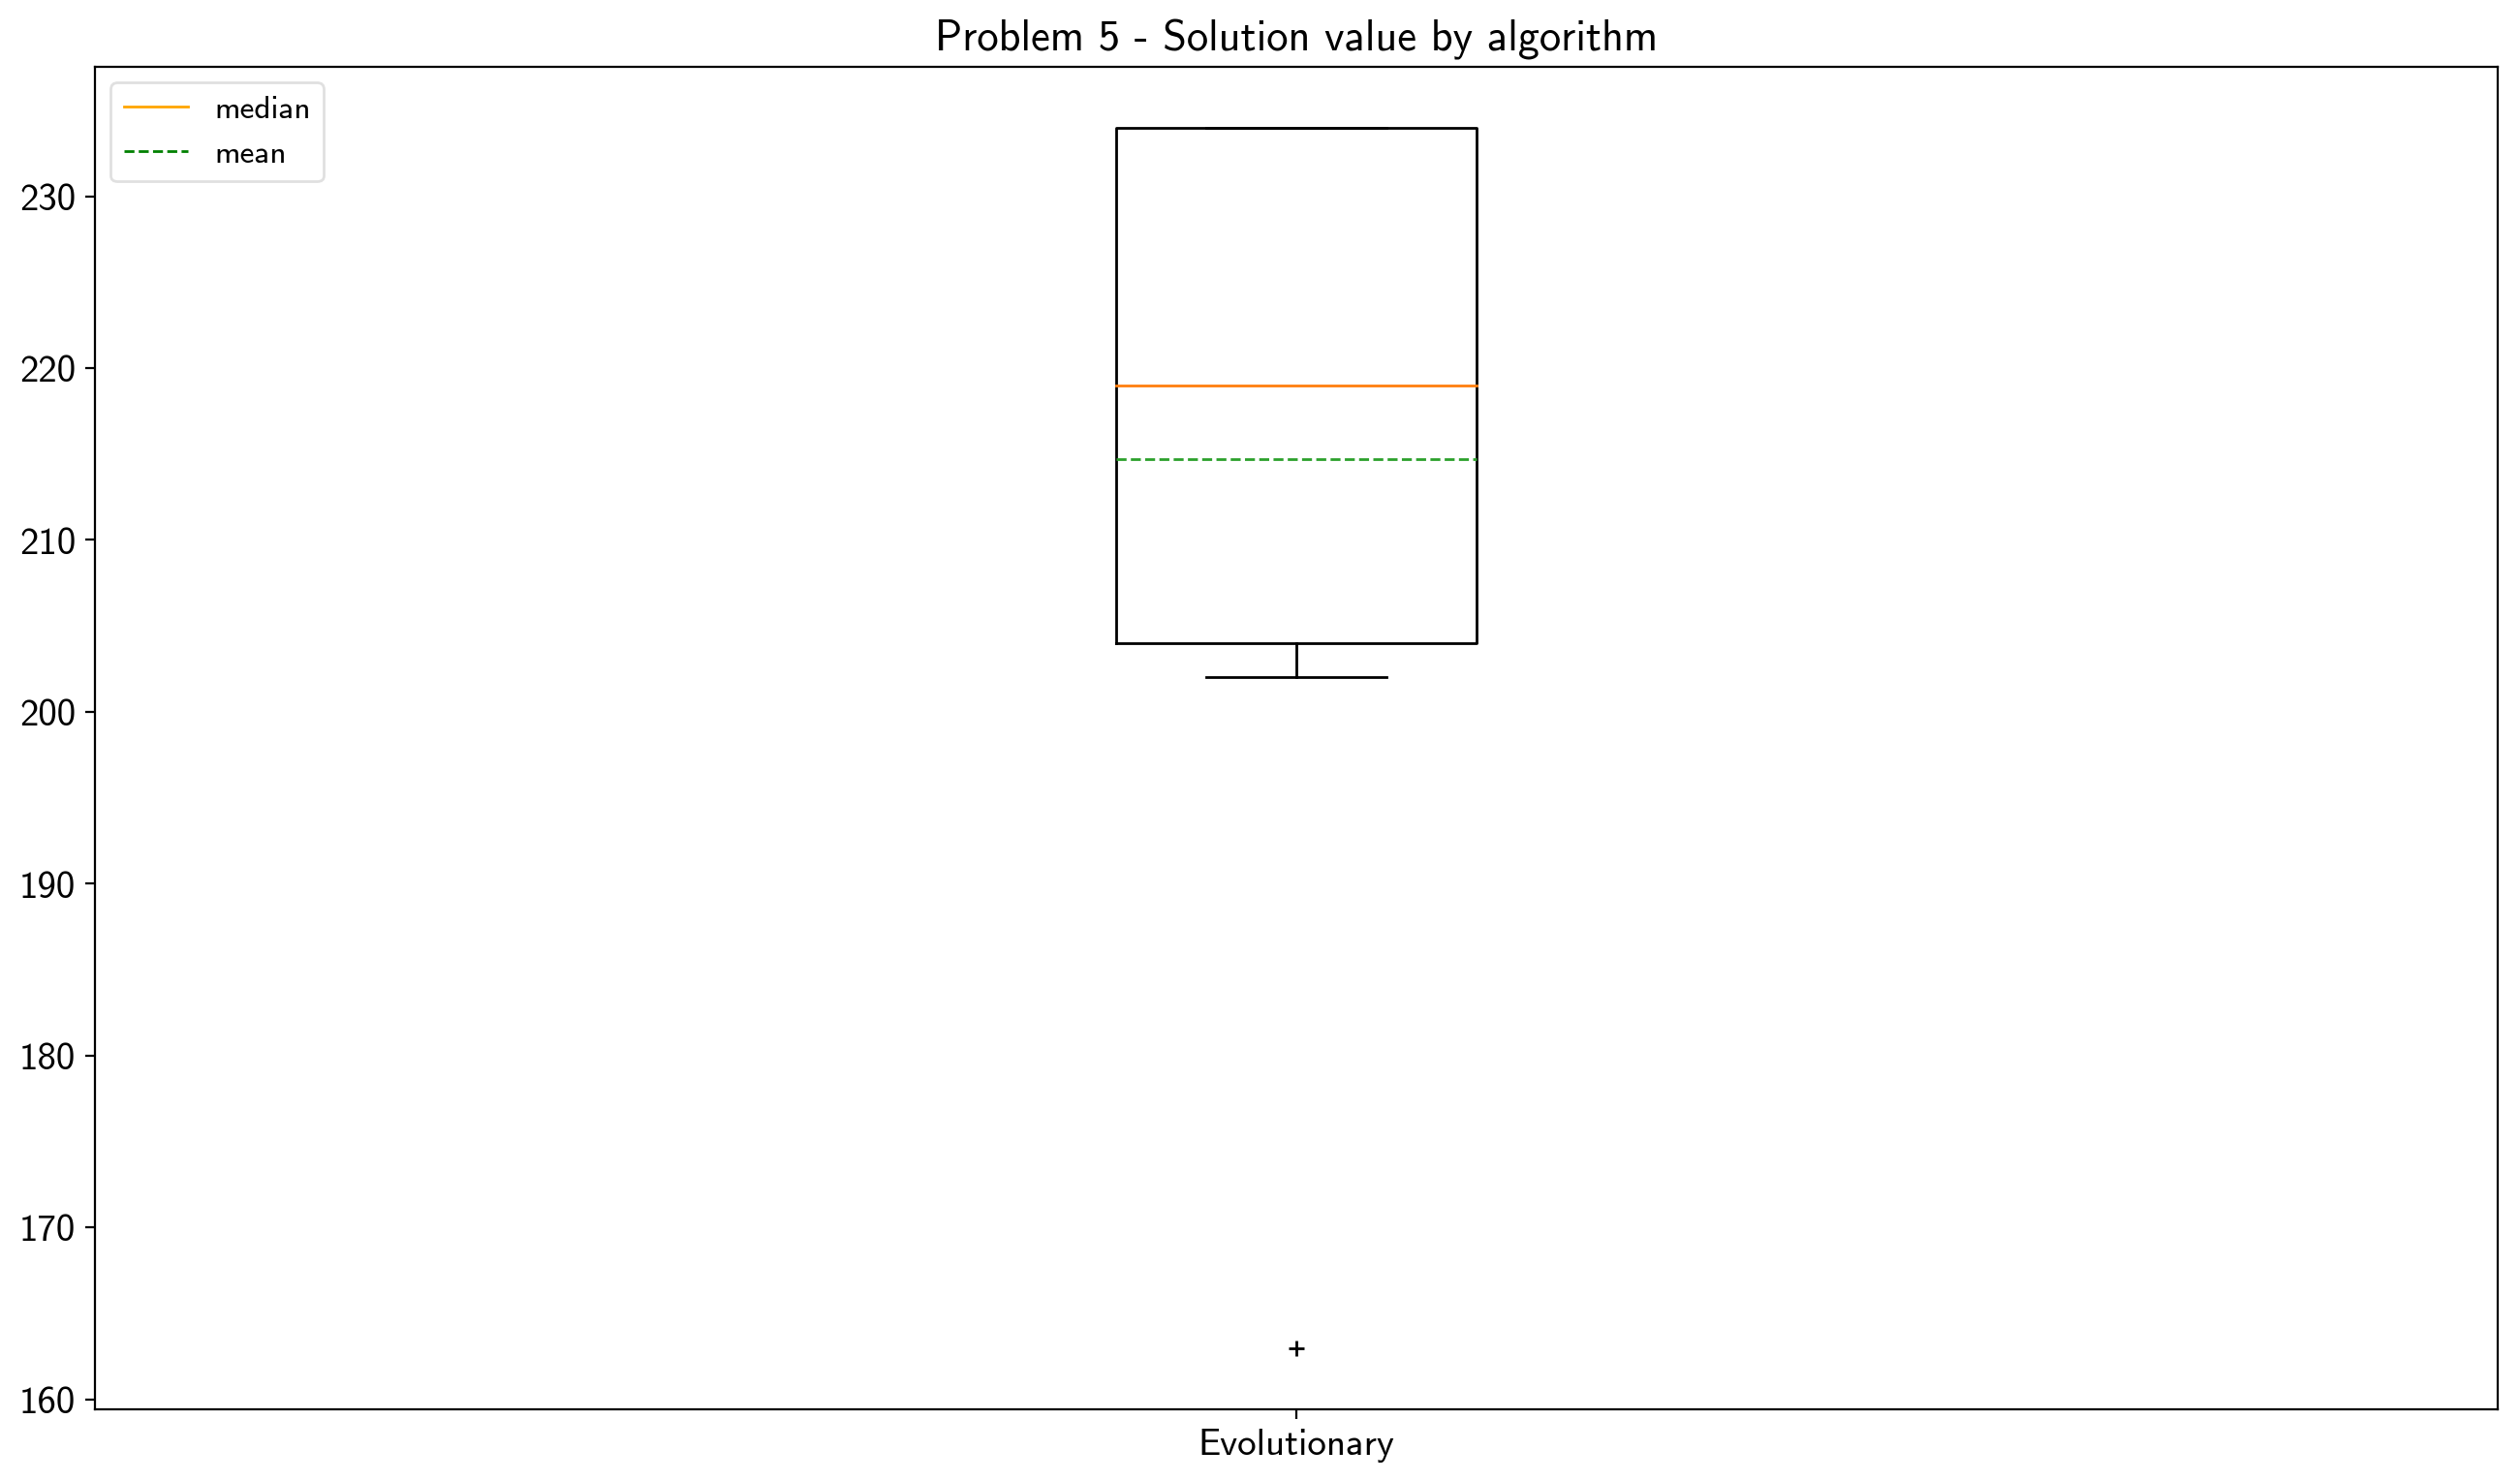 Problem 5 - Solution value by algorithm
median
mean
230
220
210
200
190
180
170
160
Evolutionary